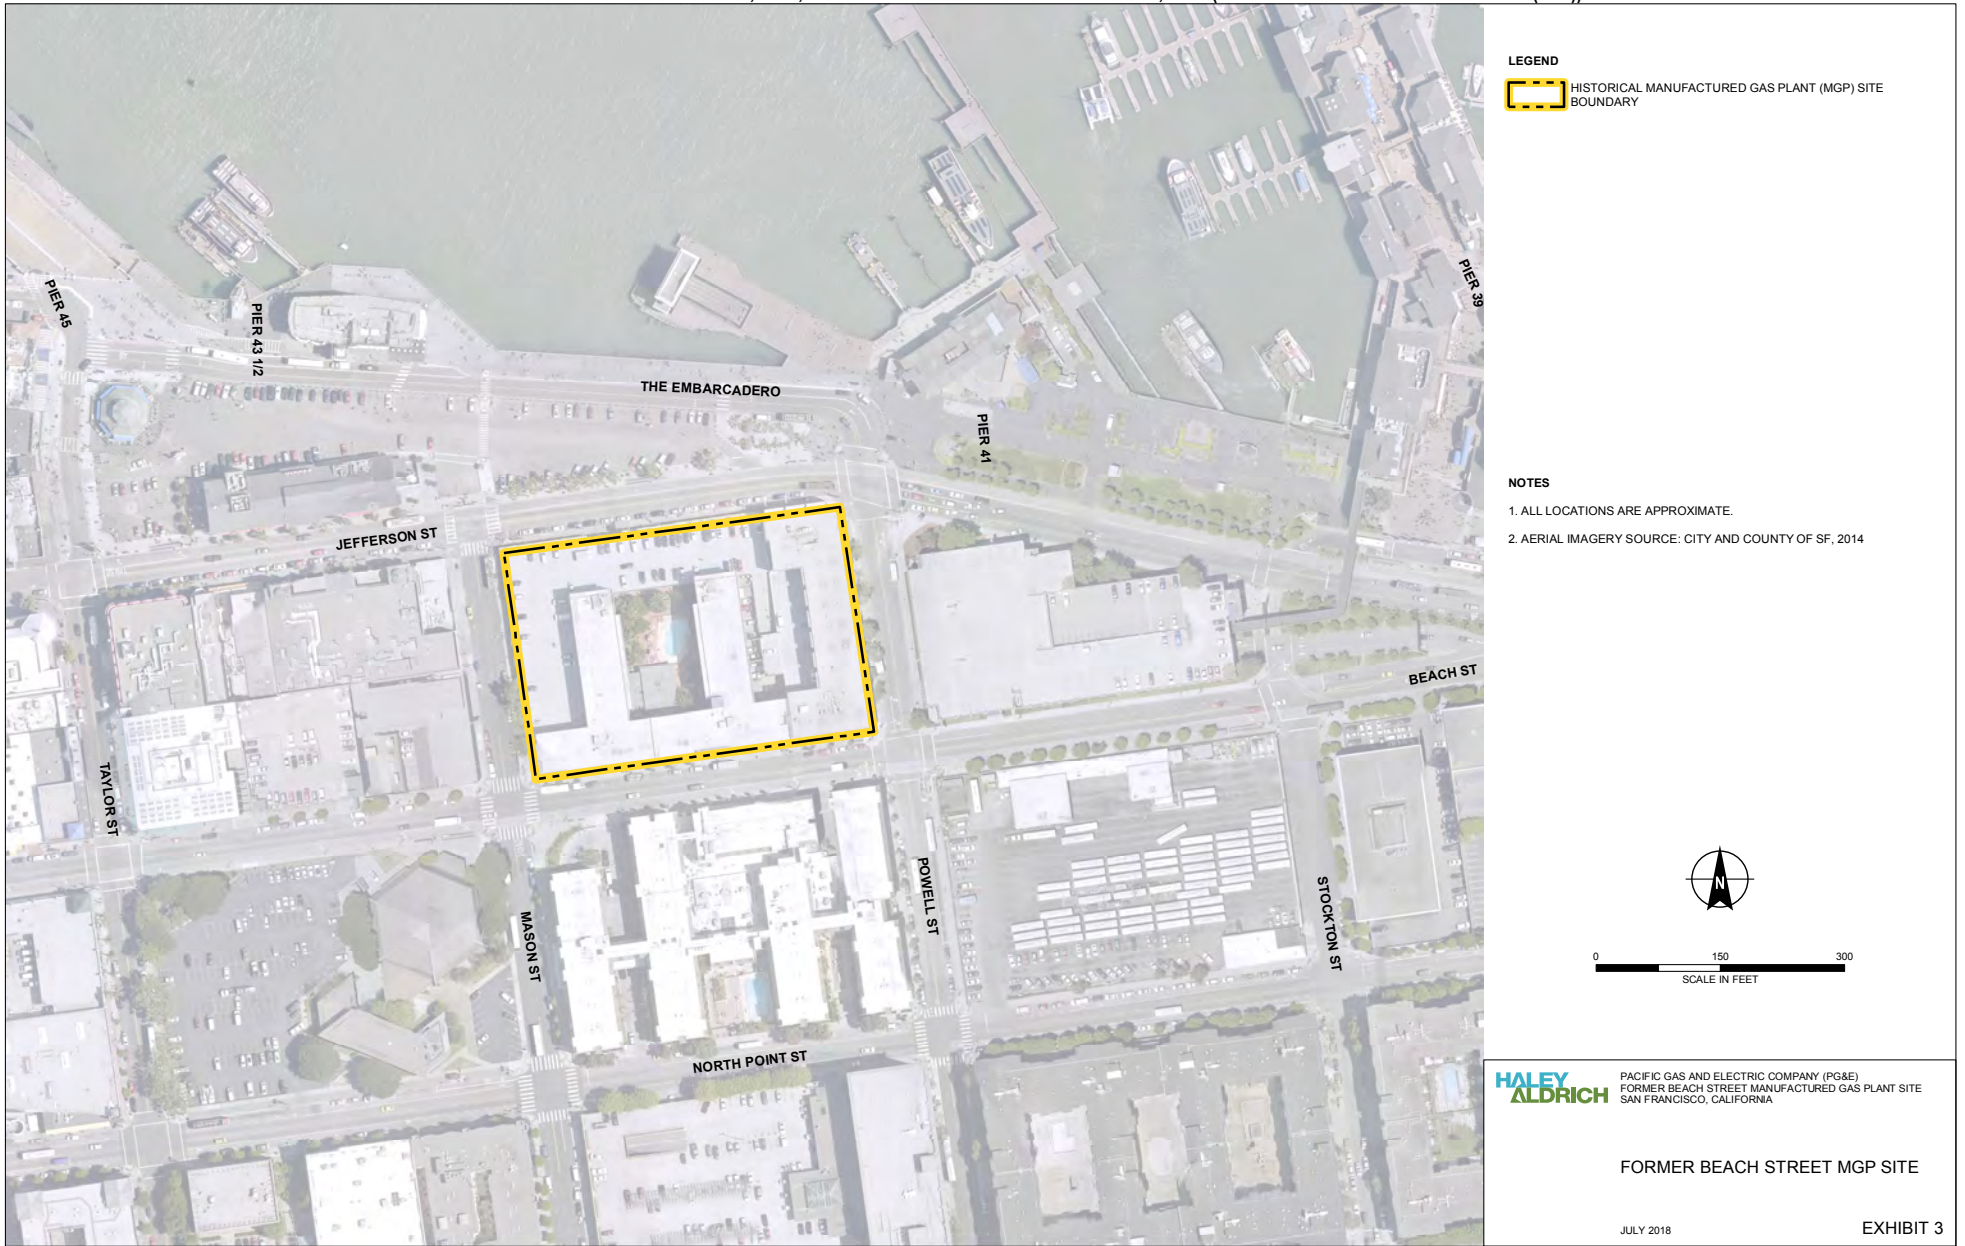 LEGEND
HISTORICAL MANUFACTURED GAS PLANT (MGP) SITE
BOUNDARY
PIER 45
PIER 43 1/2
THE EMBARCADERO
PIER 41
PIER 39
JEFFERSON ST
BEACH ST
TAYLOR ST
MASON ST
POWELL ST
STOCKTON ST
NORTH POINT ST
NOTES
1. ALL LOCATIONS ARE APPROXIMATE.
2. AERIAL IMAGERY SOURCE: CITY AND COUNTY OF SF, 2014
N
0 150 300
SCALE IN FEET
HALEY
ALDRICH
PACIFIC GAS AND ELECTRIC COMPANY (PG&E)
FORMER BEACH STREET MANUFACTURED GAS PLANT SITE
SAN FRANCISCO, CALIFORNIA
FORMER BEACH STREET MGP SITE
JULY 2018
EXHIBIT 3